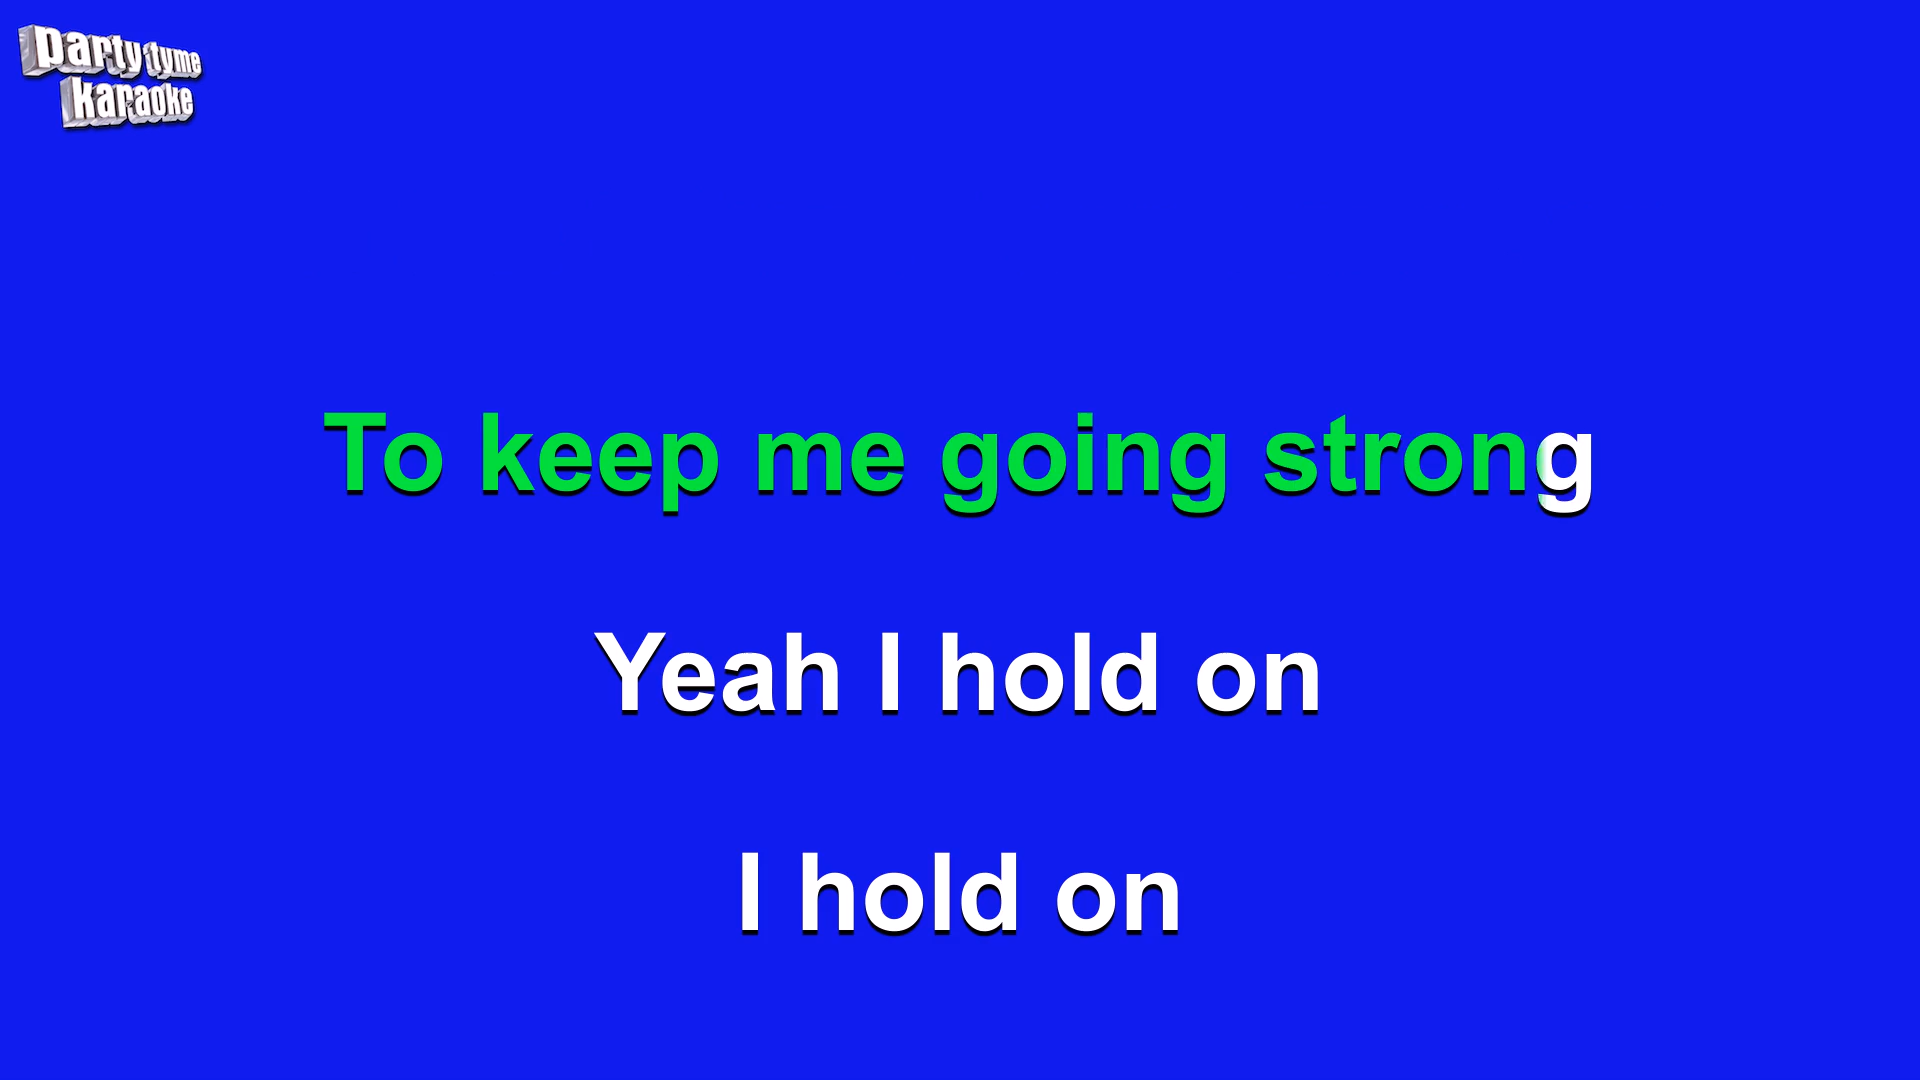 party tyme
karaoke
To keep me going strong
Yeah I hold on
I hold on